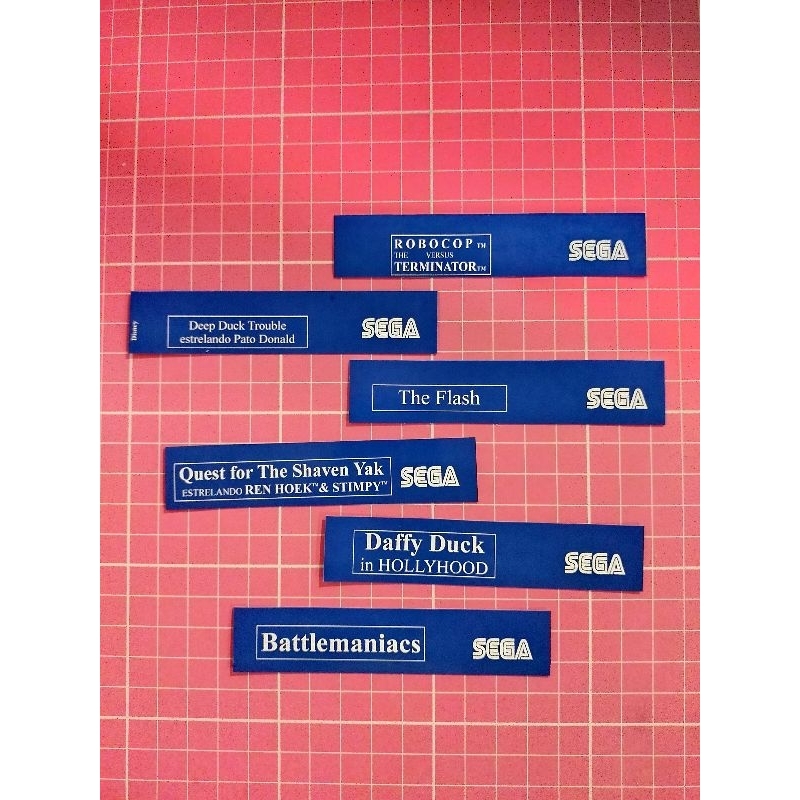 ROBOCOP TM
THE VERSUS
TERMINATOR TM
SEGA
Disney
Deep Duck Trouble
estrelando Pato Donald
SEGA
The Flash
SEGA
Quest for The Shaven Yak
ESTRELANDO REN HOEK™ & STIMPY™
SEGA
Daffy Duck
in HOLLYHOOD
SEGA
Battlemaniacs
SEGA